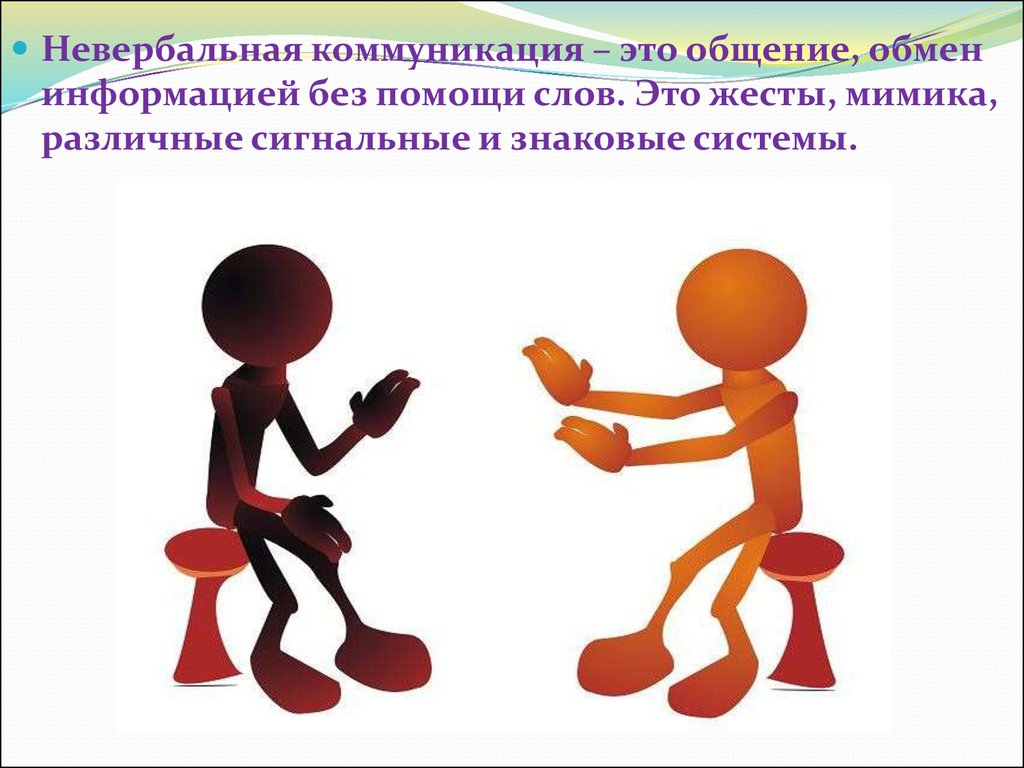 • Невербальная коммуникация – это общение, обмен
информацией без помощи слов. Это жесты, мимика,
различные сигнальные и знаковые системы.